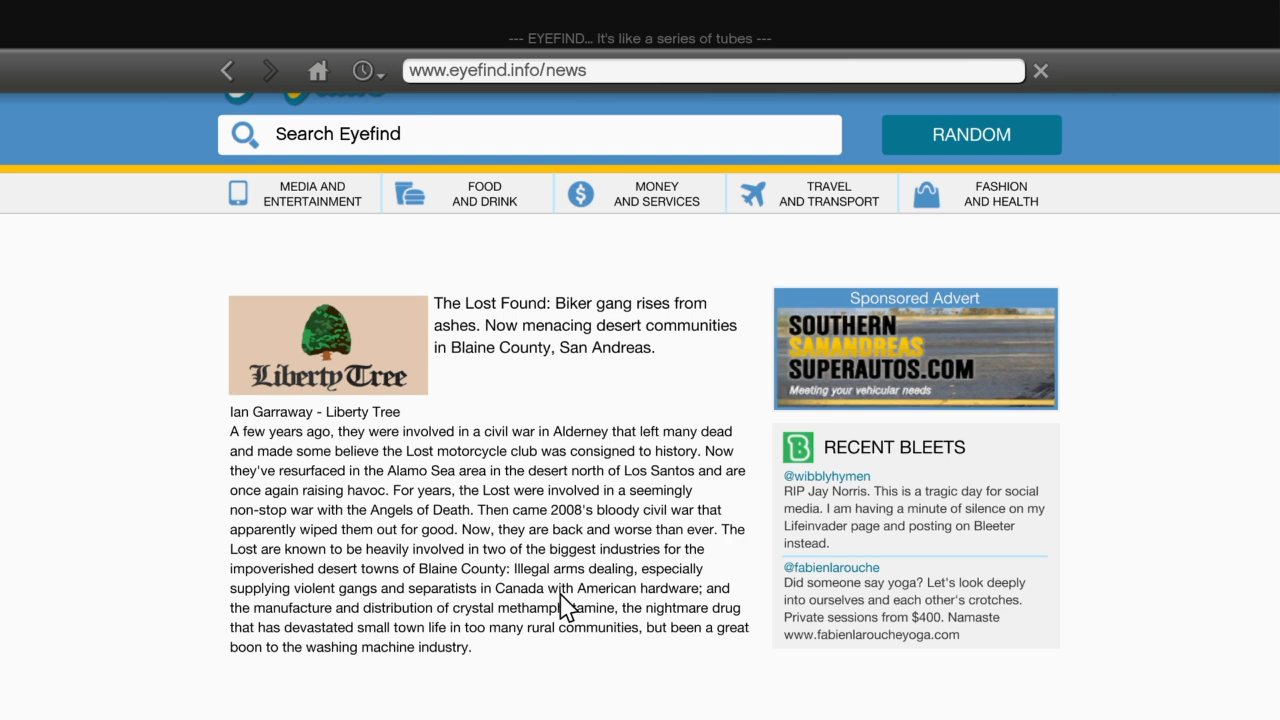 --- EYEFIND... It's like a series of tubes ---
www.eyefind.info/news
Search Eyefind
RANDOM
MEDIA AND
ENTERTAINMENT
FOOD
AND DRINK
MONEY
AND SERVICES
TRAVEL
AND TRANSPORT
FASHION
AND HEALTH
Liberty Tree
The Lost Found: Biker gang rises from
ashes. Now menacing desert communities
in Blaine County, San Andreas.
Ian Garraway - Liberty Tree
A few years ago, they were involved in a civil war in Alderney that left many dead
and made some believe the Lost motorcycle club was consigned to history. Now
they've resurfaced in the Alamo Sea area in the desert north of Los Santos and are
once again raising havoc. For years, the Lost were involved in a seemingly
non-stop war with the Angels of Death. Then came 2008's bloody civil war that
apparently wiped them out for good. Now, they are back and worse than ever. The
Lost are known to be heavily involved in two of the biggest industries for the
impoverished desert towns of Blaine County: Illegal arms dealing, especially
supplying violent gangs and separatists in Canada with American hardware; and
the manufacture and distribution of crystal methamphetamine, the nightmare drug
that has devastated small town life in too many rural communities, but been a great
boon to the washing machine industry.
Sponsored Advert
SOUTHERN
SANANDREAS
SUPERAUTOS.COM
Meeting your vehicular needs
RECENT BLEETS
@wibblyhymen
RIP Jay Norris. This is a tragic day for social
media. I am having a minute of silence on my
Lifeinvader page and posting on Bleeter
instead.
@fabienlarouche
Did someone say yoga? Let's look deeply
into ourselves and each other's crotches.
Private sessions from $400. Namaste
www.fabienlaroucheyoga.com